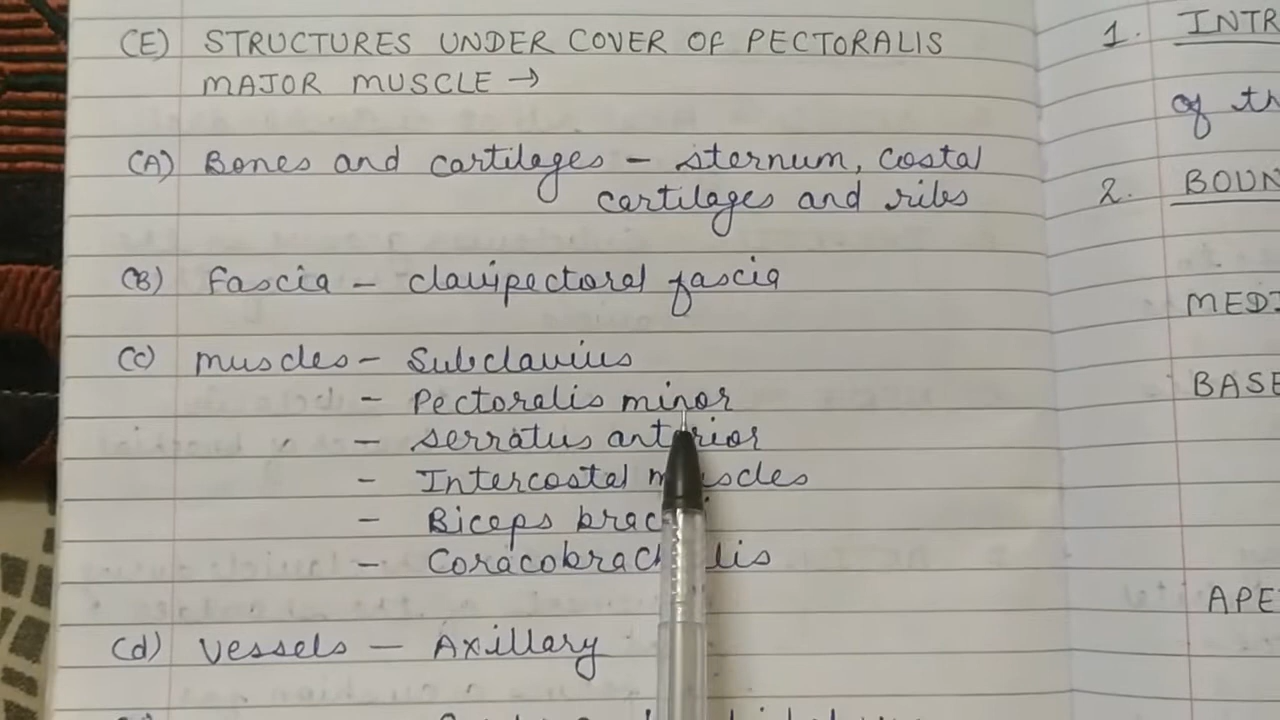 (E) STRUCTURES UNDER COVER OF PECTORALIS
MAJOR MUSCLE →
(A) Bones and cartilages - sternum, costal
cartilages and ribs
(B) Fascia - clavipectoral fascia
(C) muscles - Subclavius
- Pectoralis minor
- Serratus anterior
- Intercostal muscles
- Biceps brac
- Coracobrach lis
(d) Vessels - Axillary
1. INTR
of th
2. BOUN
MEDI
BASE
APE